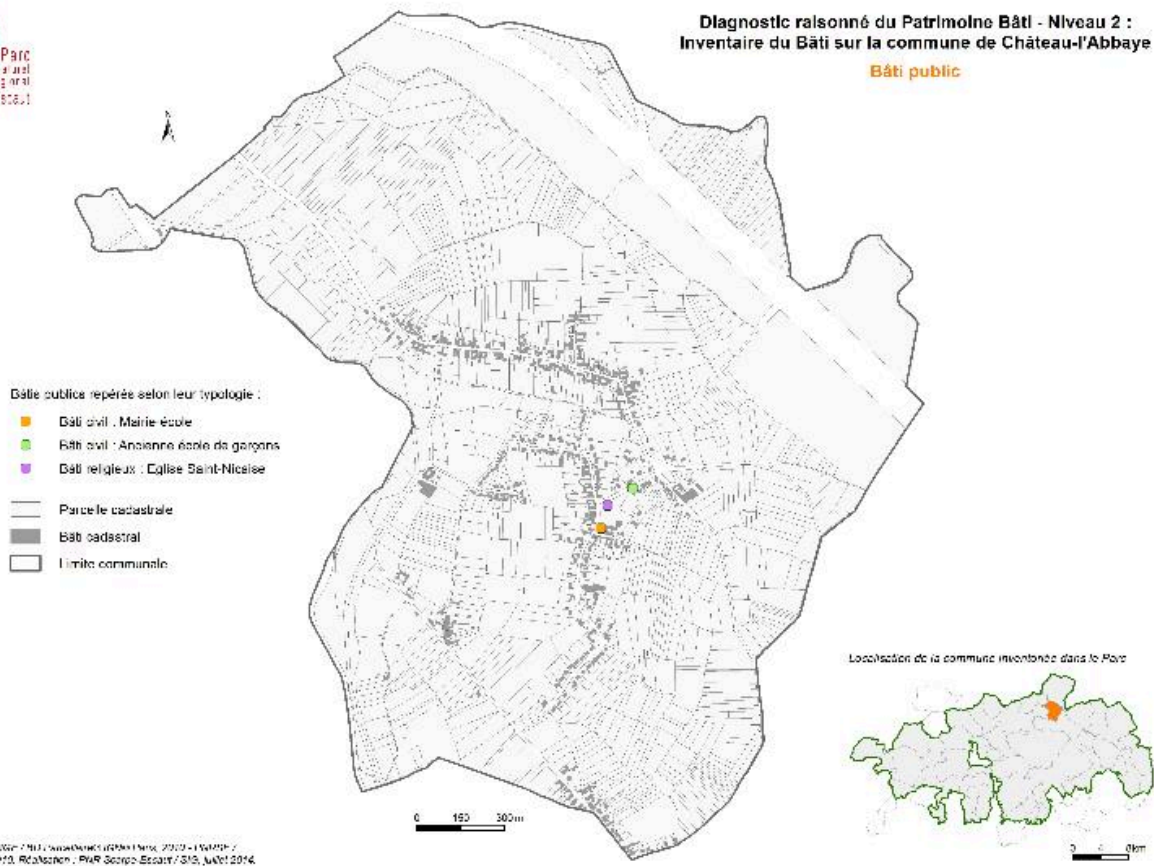 Diagnostic raisonné du Patrimoine Bâti - Niveau 2 :
Inventaire du Bâti sur la commune de Château-l'Abbaye
Bâti public
Parc
N
Bâtis publics repérés selon leur typologie :
Bâti civil : Mairie école
Bâti civil : Ancienne école de garçons
Bâti religieux : Eglise Saint-Nicaise
Parcelle cadastrale
Bâti cadastral
Limite communale
0 150 300 m
Localisation de la commune inventoriée dans le Parc
Réalisation : PNR Scarpe-Escaut / SIG, juillet 2014.